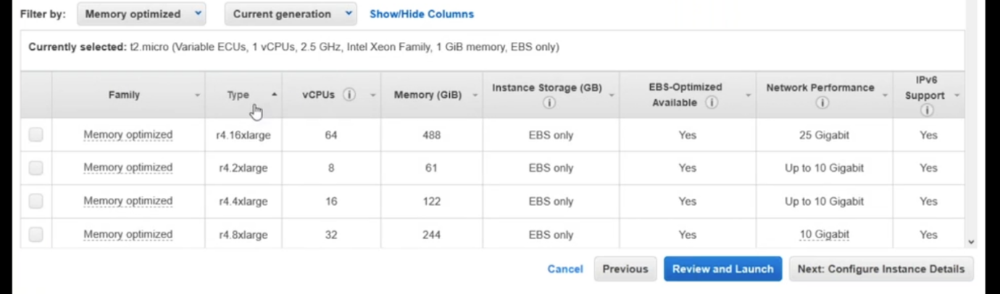 Filter by: Memory optimized Current generation Show/Hide Columns
Currently selected: t2.micro (Variable ECUs, 1 vCPUs, 2.5 GHz, Intel Xeon Family, 1 GiB memory, EBS only)
Family Type vCPUs Memory (GiB) Instance Storage (GB) EBS-Optimized Available Network Performance IPv6 Support
Memory optimized r4.16xlarge 64 488 EBS only Yes 25 Gigabit Yes
Memory optimized r4.2xlarge 8 61 EBS only Yes Up to 10 Gigabit Yes
Memory optimized r4.4xlarge 16 122 EBS only Yes Up to 10 Gigabit Yes
Memory optimized r4.8xlarge 32 244 EBS only Yes 10 Gigabit Yes
Cancel Previous Review and Launch Next: Configure Instance Details